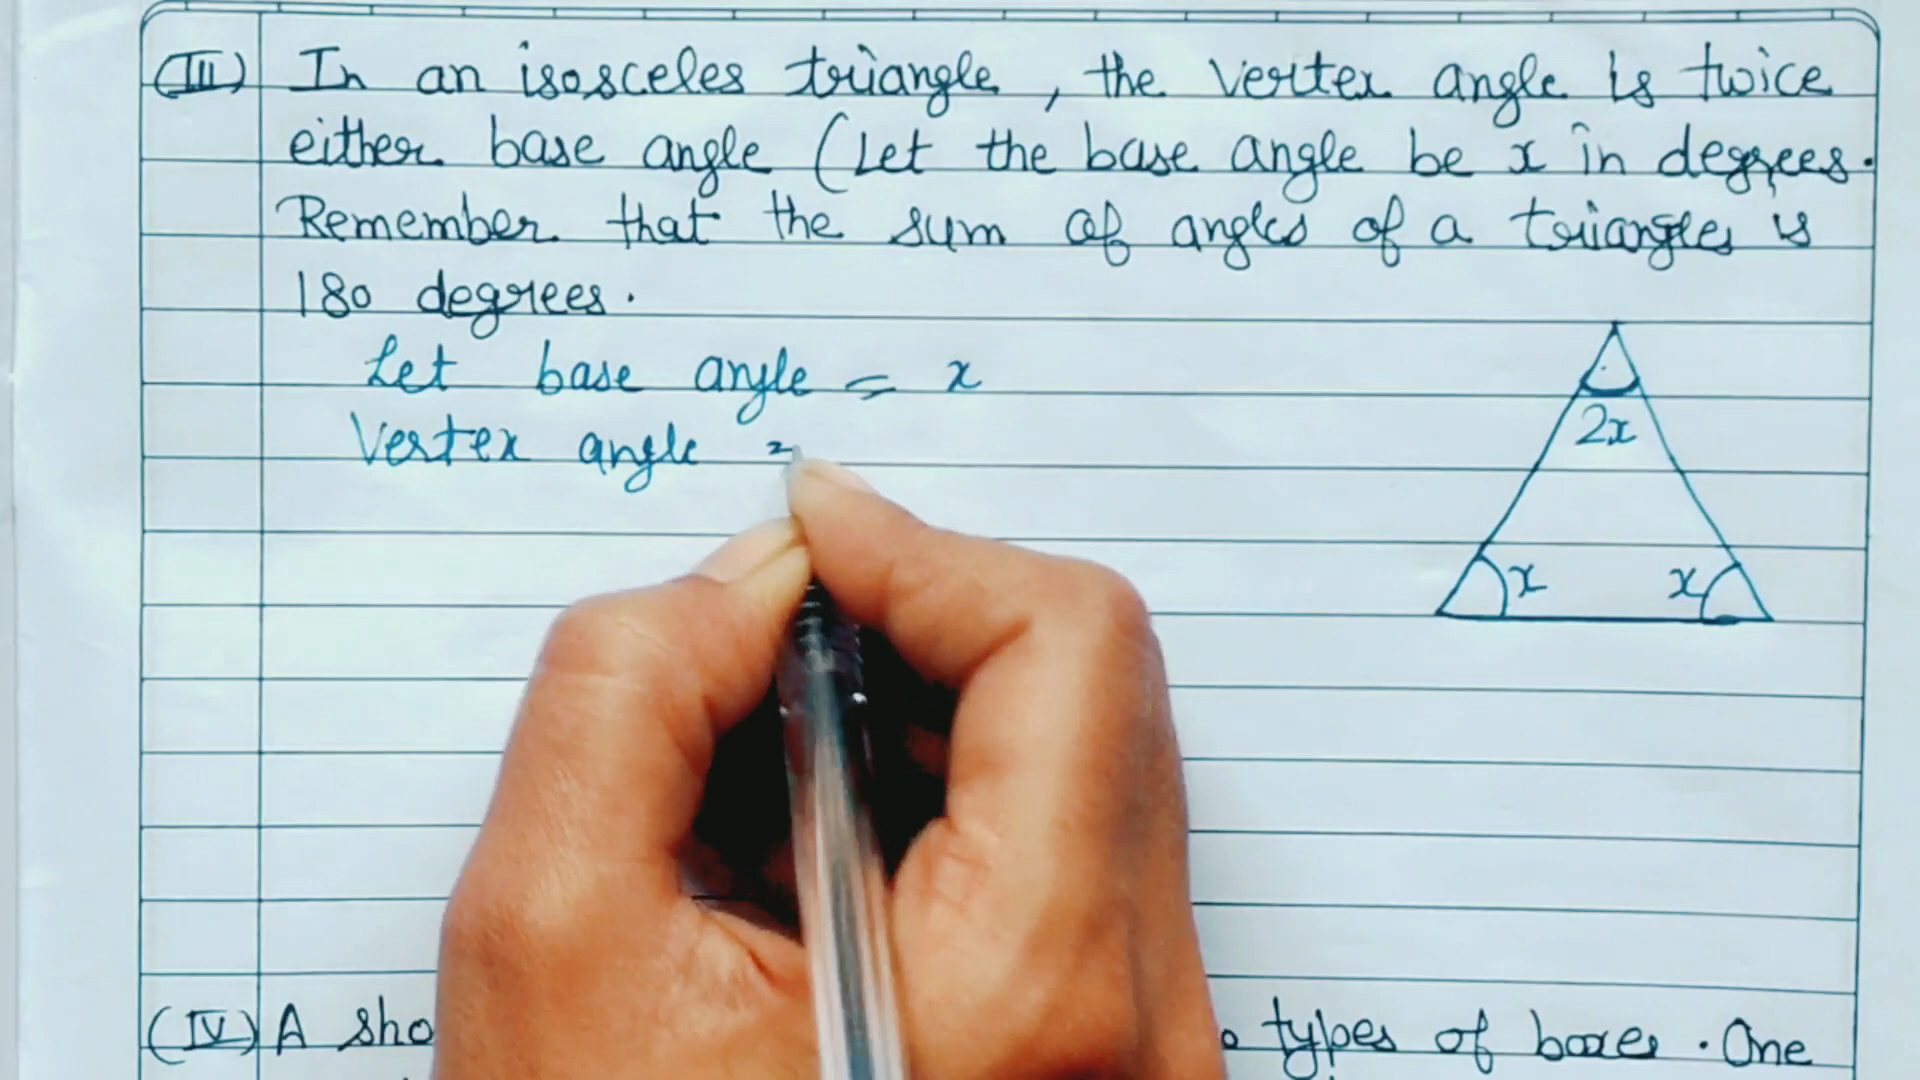 (III) In an isosceles triangle, the vertex angle is twice
either base angle (Let the base angle be x in degrees.
Remember that the sum of angles of a triangles is
180 degrees.
Let base angle = x
Vertex angle =
2x
x x
(IV) A sho types of boxes. One